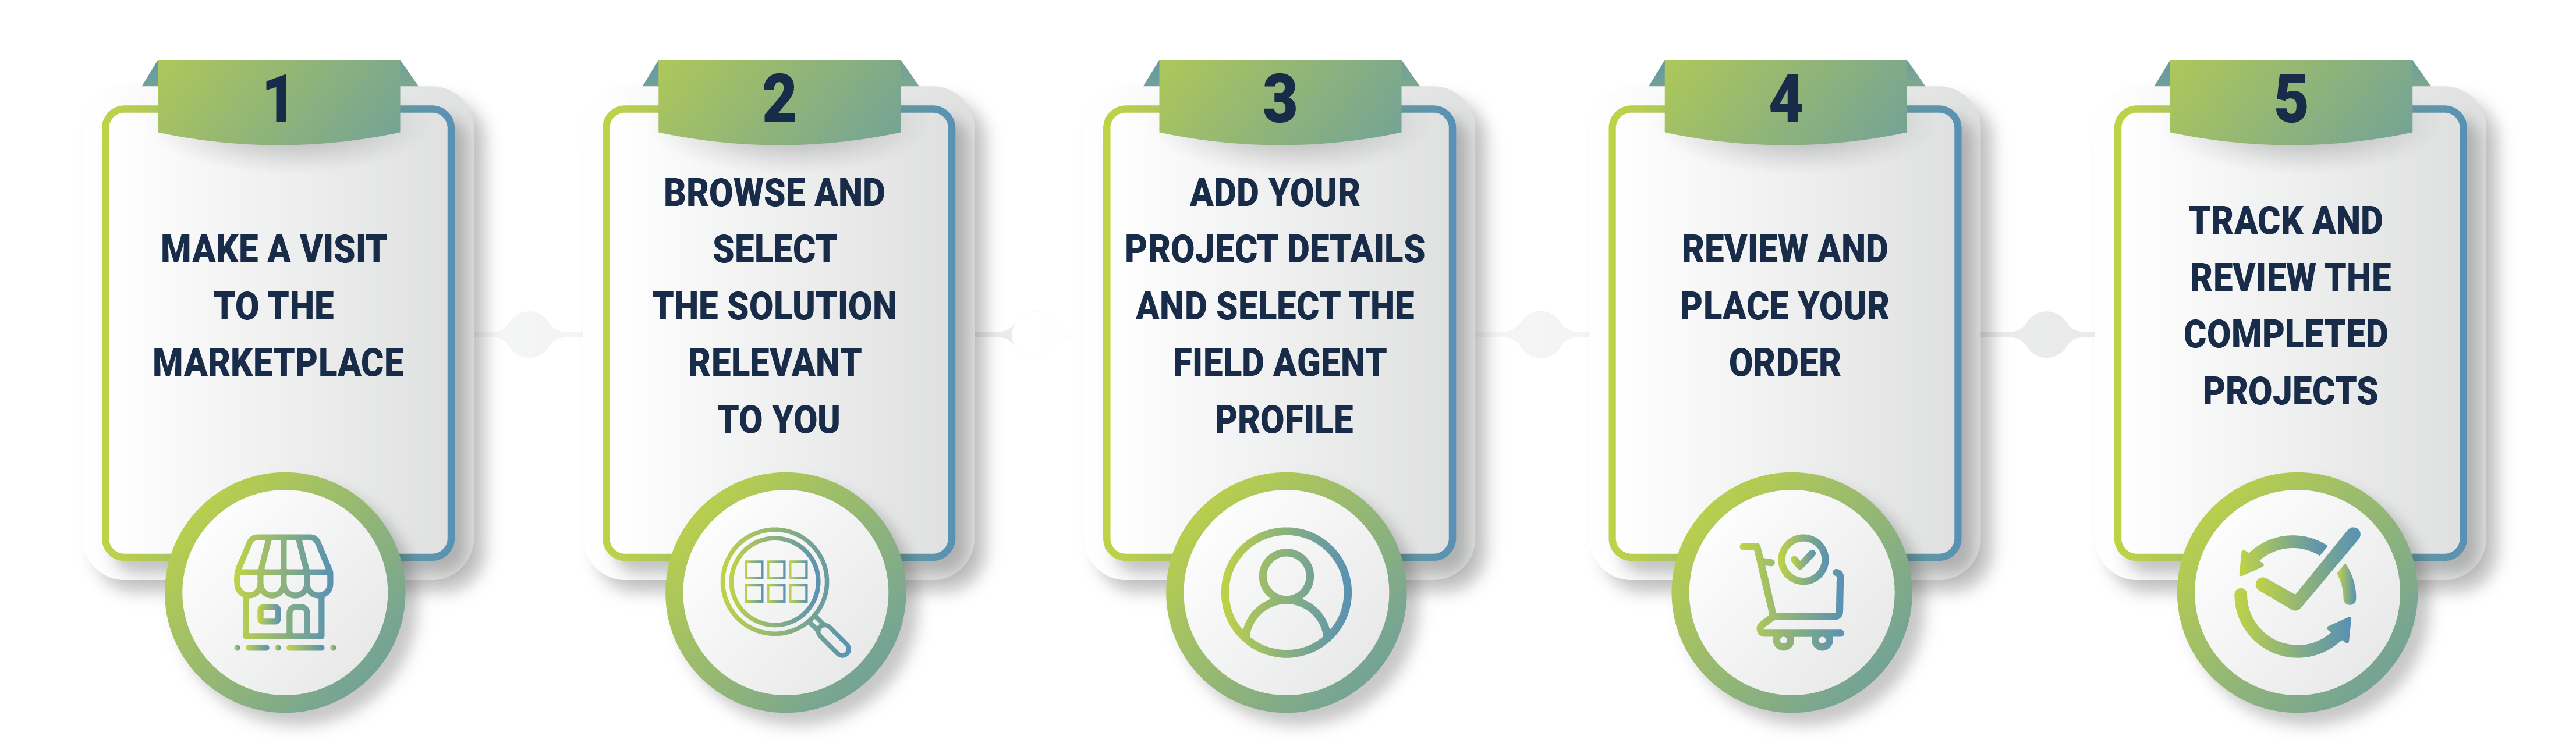 1
MAKE A VISIT
TO THE
MARKETPLACE
2
BROWSE AND
SELECT
THE SOLUTION
RELEVANT
TO YOU
3
ADD YOUR
PROJECT DETAILS
AND SELECT THE
FIELD AGENT
PROFILE
4
REVIEW AND
PLACE YOUR
ORDER
5
TRACK AND
REVIEW THE
COMPLETED
PROJECTS